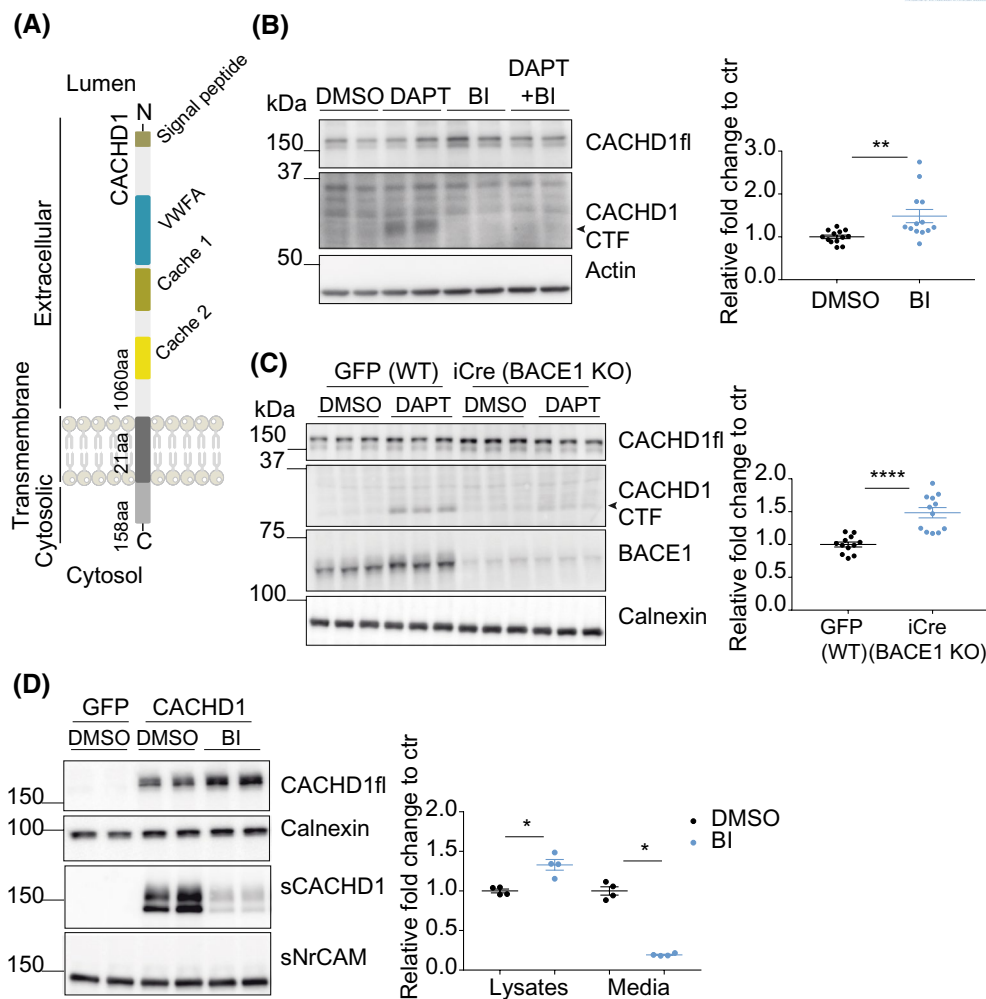 (A)
Lumen
N
Signal peptide
CACHD1
VWFA
Cache 1
Cache 2
Extracellular
1060aa
Transmembrane
21aa
Cytosolic
158aa
C
Cytosol
(B)
kDa
DMSO DAPT BI DAPT
+BI
150
CACHD1fl
37
CACHD1
CTF
50
Actin
Relative fold change to ctr
3.0
2.0
1.0
0.0
**
DMSO BI
(C)
GFP (WT) iCre (BACE1 KO)
kDa
DMSO DAPT DMSO DAPT
150
CACHD1fl
37
CACHD1
CTF
75
BACE1
100
Calnexin
Relative fold change to ctr
2.0
1.5
1.0
0.5
0.0
****
GFP iCre
(WT) (BACE1 KO)
(D)
GFP CACHD1
DMSO DMSO BI
150
CACHD1fl
100
Calnexin
150
sCACHD1
150
sNrCAM
Relative fold change to ctr
2.0
1.5
1.0
0.5
0.0
*
*
Lysates Media
DMSO
BI